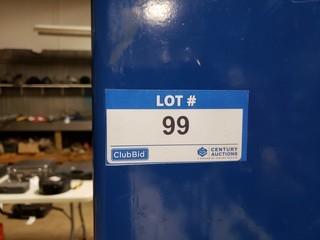 LOT #
99
ClubBid
CENTURY
AUCTIONS